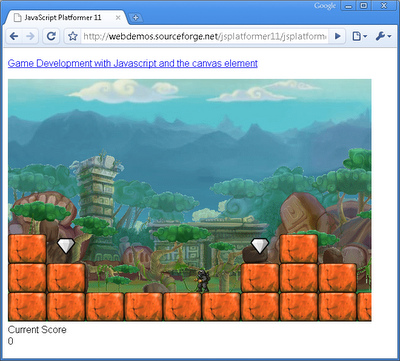 Google
JavaScript Platformer 11
http://webdemos.sourceforge.net/jsplatformer11/jsplatform
Game Development with Javascript and the canvas element
Current Score
0